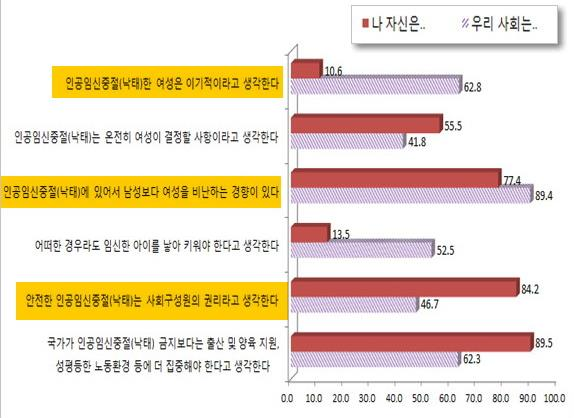 나 자신은..
우리 사회는..
인공임신중절(낙태)한 여성은 이기적이라고 생각한다
10.6
62.8
인공임신중절(낙태)는 온전히 여성이 결정할 사항이라고 생각한다
55.5
41.8
인공임신중절(낙태)에 있어서 남성보다 여성을 비난하는 경향이 있다
77.4
89.4
어떠한 경우라도 임신한 아이를 낳아 키워야 한다고 생각한다
13.5
52.5
안전한 인공임신중절(낙태)는 사회구성원의 권리라고 생각한다
84.2
46.7
국가가 인공임신중절(낙태) 금지보다는 출산 및 양육 지원,
성평등한 노동환경 등에 더 집중해야 한다고 생각한다
89.5
62.3
0.0 10.0 20.0 30.0 40.0 50.0 60.0 70.0 80.0 90.0 100.0